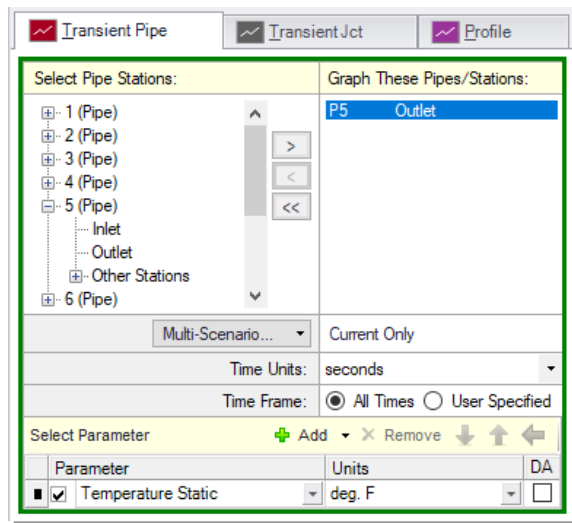 Transient Pipe
Transient Jct
Profile
Select Pipe Stations:
Graph These Pipes/Stations:
1 (Pipe)
2 (Pipe)
3 (Pipe)
4 (Pipe)
5 (Pipe)
Inlet
Outlet
Other Stations
6 (Pipe)
>
<
<<
P5 Outlet
Multi-Scenario...
Current Only
Time Units:
seconds
Time Frame:
All Times
User Specified
Select Parameter
Add
Remove
Parameter
Units
DA
Temperature Static
deg. F